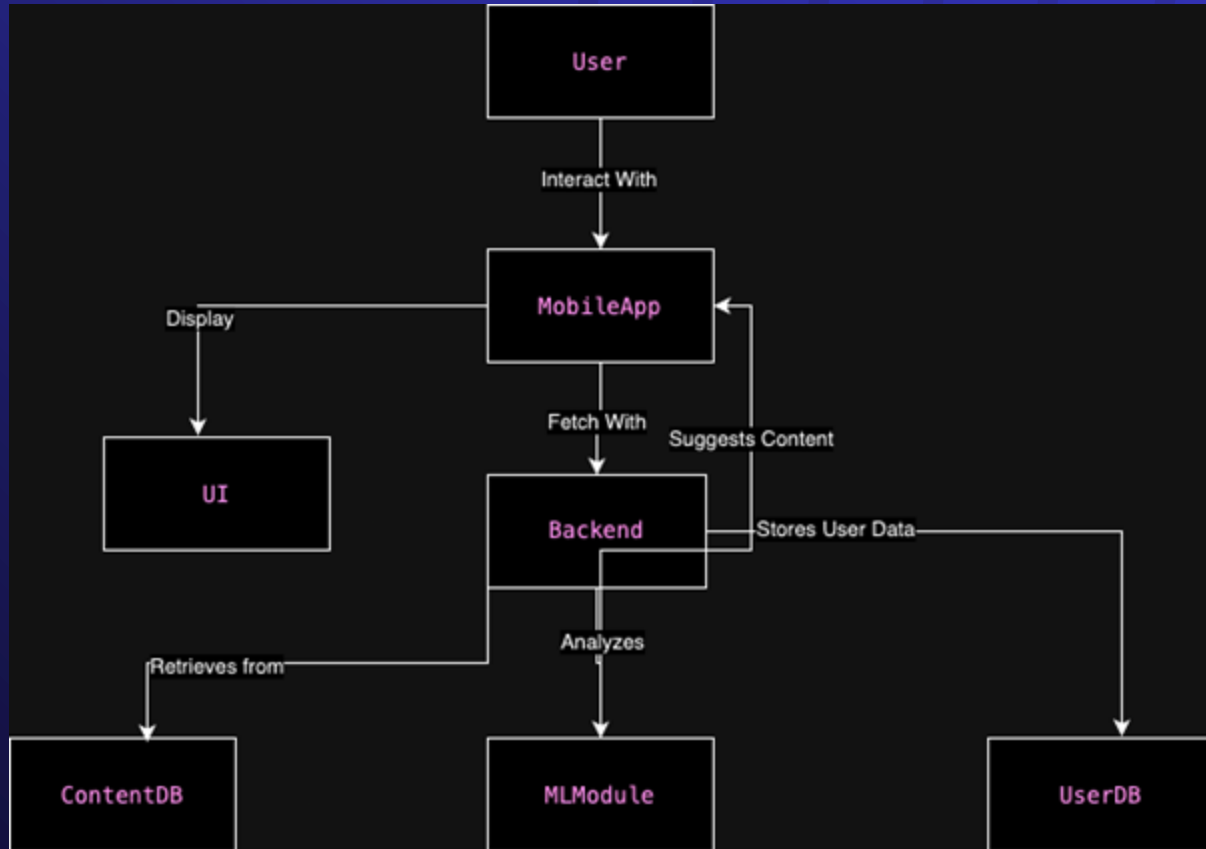 User
Interact With
MobileApp
Display
Fetch With
Suggests Content
UI
Backend
Stores User Data
Analyzes
Retrieves from
ContentDB
MLModule
UserDB